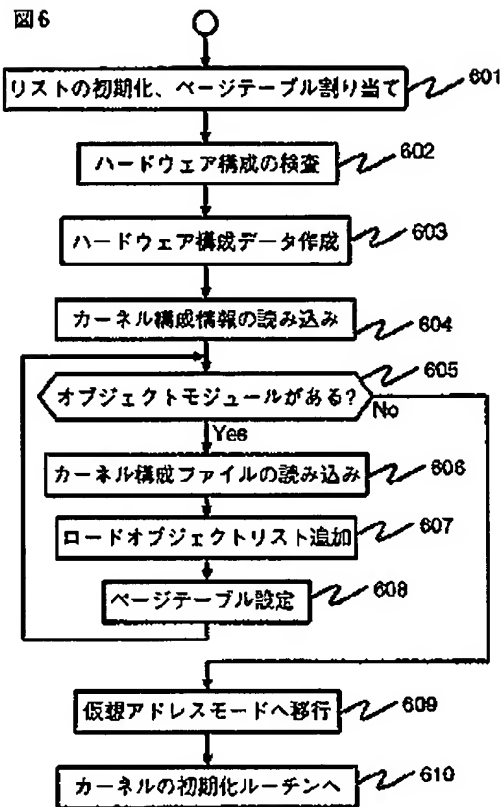 図6
リストの初期化、ページテーブル割り当て 601
ハードウェア構成の検査 602
ハードウェア構成データ作成 603
カーネル構成情報の読み込み 604
オブジェクトモジュールがある? 605
No
Yes
カーネル構成ファイルの読み込み 606
ロードオブジェクトリスト追加 607
ページテーブル設定 608
仮想アドレスモードへ移行 609
カーネルの初期化ルーチンへ 610